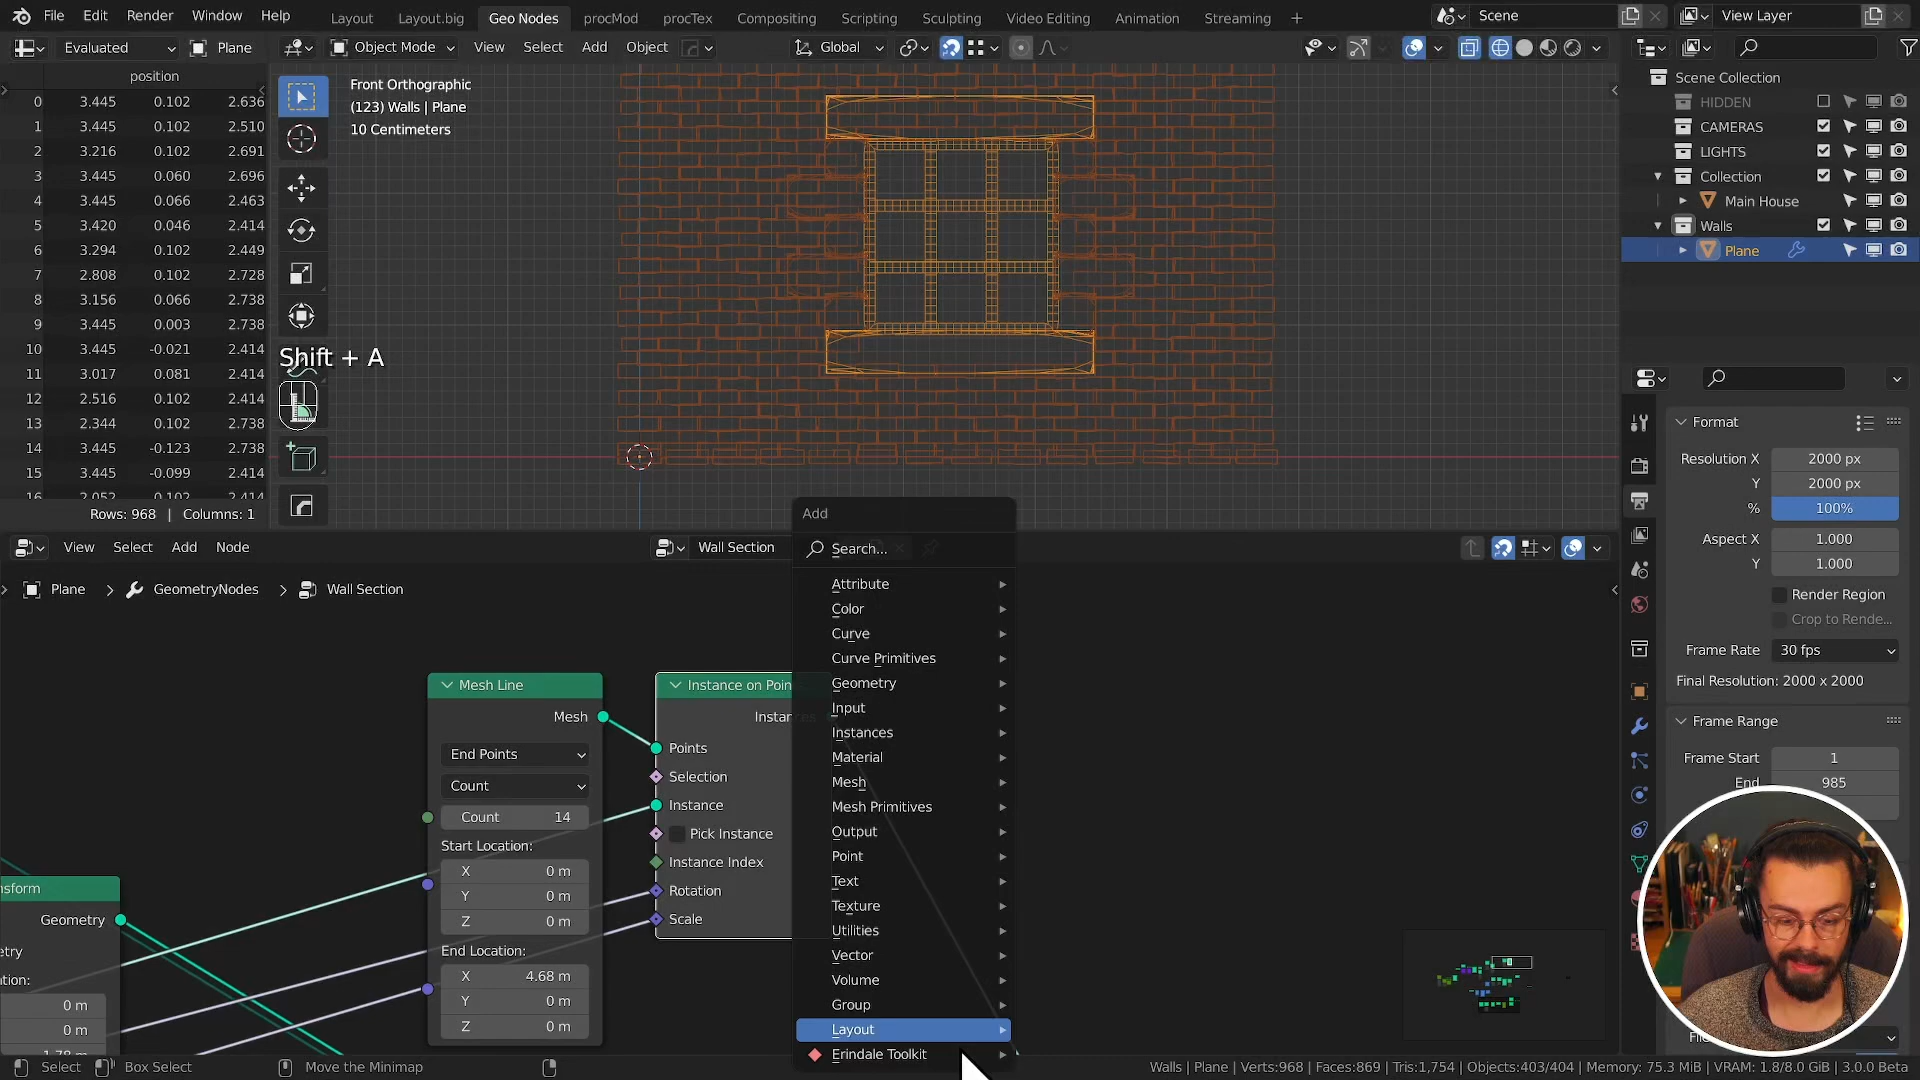 File Edit Render Window Help Layout Layout.big Geo Nodes procMod procTex Compositing Scripting Sculpting Video Editing Animation Streaming + Scene View Layer
Evaluated Plane Object Mode View Select Add Object Global
position
0 3.445 0.102 2.636
1 3.445 0.102 2.510
2 3.216 0.102 2.691
3 3.445 0.060 2.696
4 3.445 0.066 2.463
5 3.420 0.046 2.414
6 3.294 0.102 2.449
7 2.808 0.102 2.728
8 3.156 0.066 2.738
9 3.445 0.003 2.738
10 3.445 -0.021 2.414
11 3.017 0.081 2.414
12 2.516 0.102 2.414
13 2.344 0.102 2.738
14 3.445 -0.123 2.738
15 3.445 -0.099 2.414
16 2.052 0.102 2.414
Rows: 968 | Columns: 1
Front Orthographic
(123) Walls | Plane
10 Centimeters
Shift + A
Scene Collection
HIDDEN
CAMERAS
LIGHTS
Collection
Main House
Walls
Plane
Format
Resolution X 2000 px
Y 2000 px
% 100%
Aspect X 1.000
Y 1.000
Render Region
Crop to Rende...
Frame Rate 30 fps
Final Resolution: 2000 x 2000
Frame Range
Frame Start 1
End 985
View Select Add Node Wall Section
Plane > GeometryNodes > Wall Section
Mesh Line
Mesh
End Points
Count
Count 14
Start Location:
X 0 m
Y 0 m
Z 0 m
End Location:
X 4.68 m
Y 0 m
Z 0 m
Instance on Poin
Instances
Points
Selection
Instance
Pick Instance
Instance Index
Rotation
Scale
nsform
Geometry
etry
ation:
0 m
0 m
Add
Search...
Attribute
Color
Curve
Curve Primitives
Geometry
Input
Instances
Material
Mesh
Mesh Primitives
Output
Point
Text
Texture
Utilities
Vector
Volume
Group
Layout
Erindale Toolkit
Select Box Select Move the Minimap Walls | Plane | Verts:968 | Faces:869 | Tris:1,754 | Objects:403/404 | Memory: 75.3 MiB | VRAM: 1.8/8.0 GiB | 3.0.0 Beta